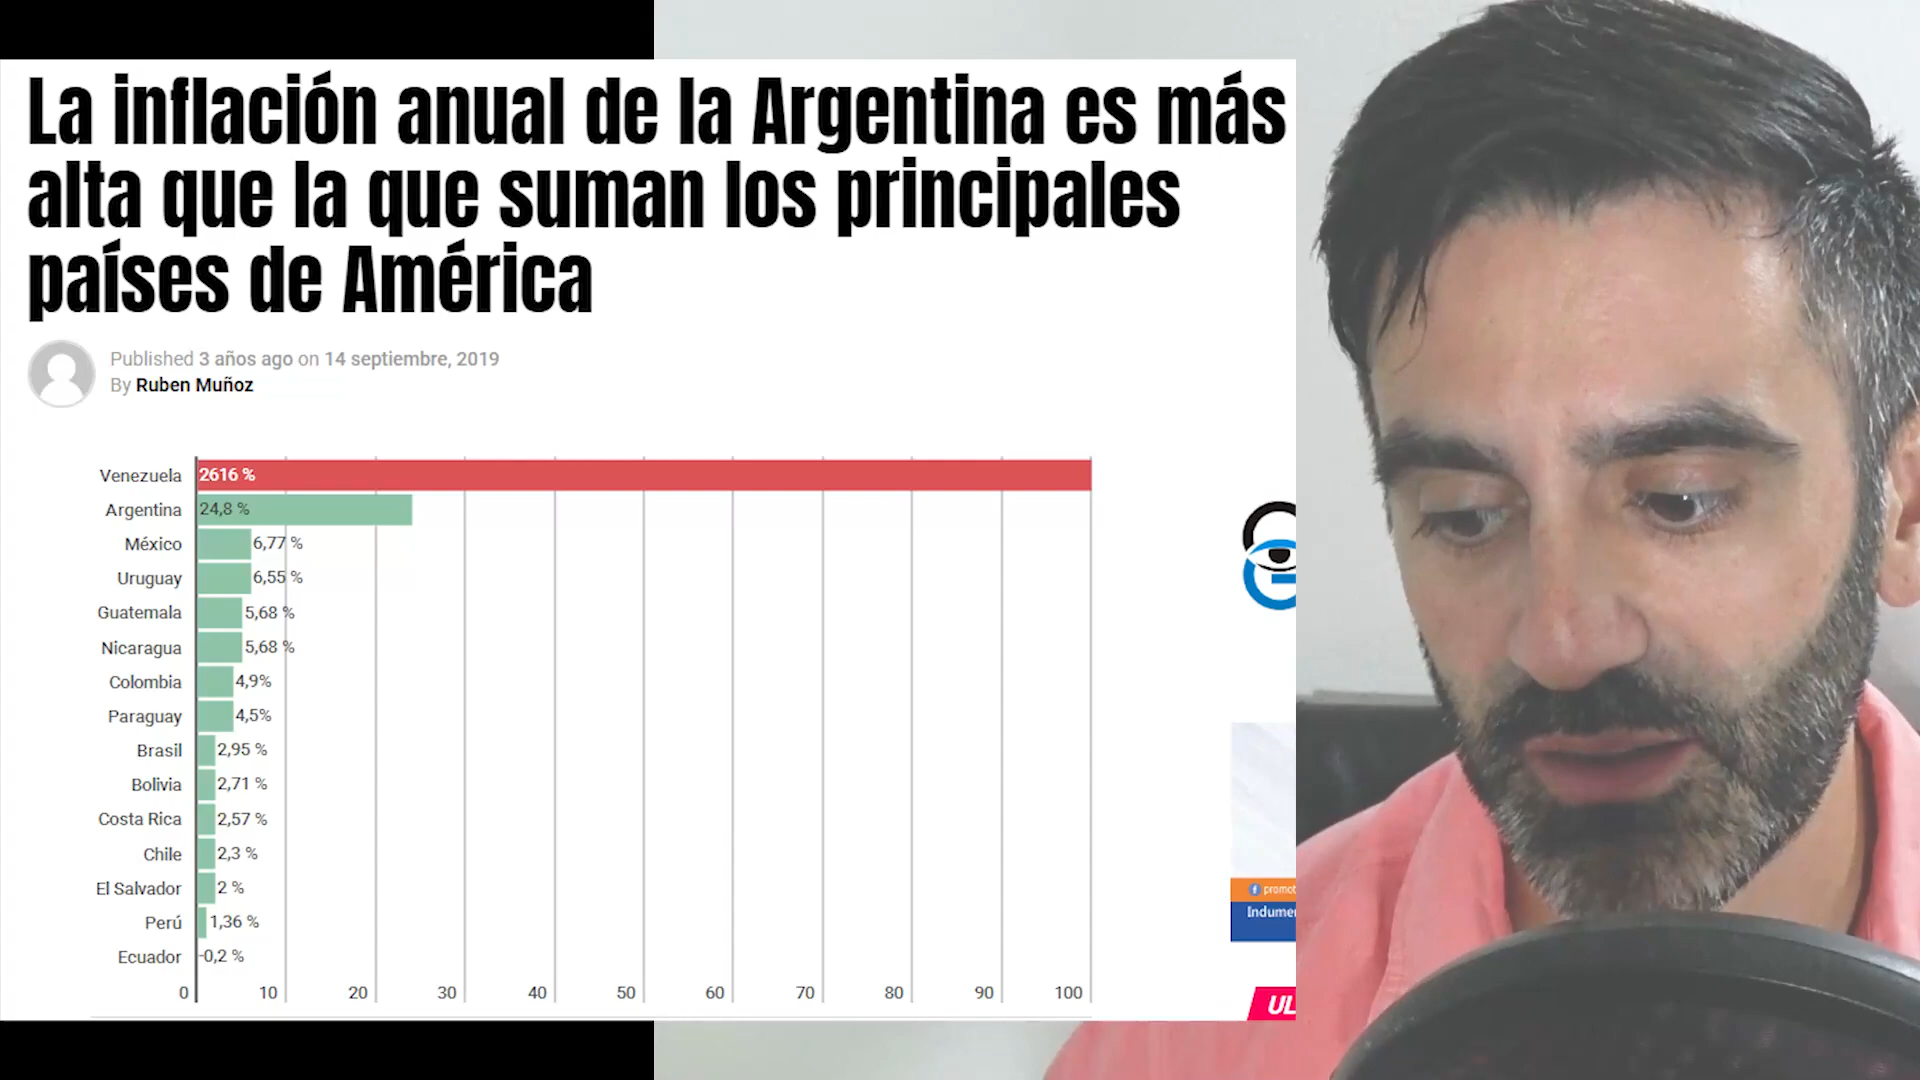 La inflación anual de la Argentina es más
alta que la que suman los principales
países de América
Published 3 años ago on 14 septiembre, 2019
By Ruben Muñoz
Venezuela 2616 %
Argentina 24,8 %
México 6,77 %
Uruguay 6,55 %
Guatemala 5,68 %
Nicaragua 5,68 %
Colombia 4,9%
Paraguay 4,5%
Brasil 2,95 %
Bolivia 2,71 %
Costa Rica 2,57 %
Chile 2,3 %
El Salvador 2 %
Perú 1,36 %
Ecuador -0,2 %
0 10 20 30 40 50 60 70 80 90 100